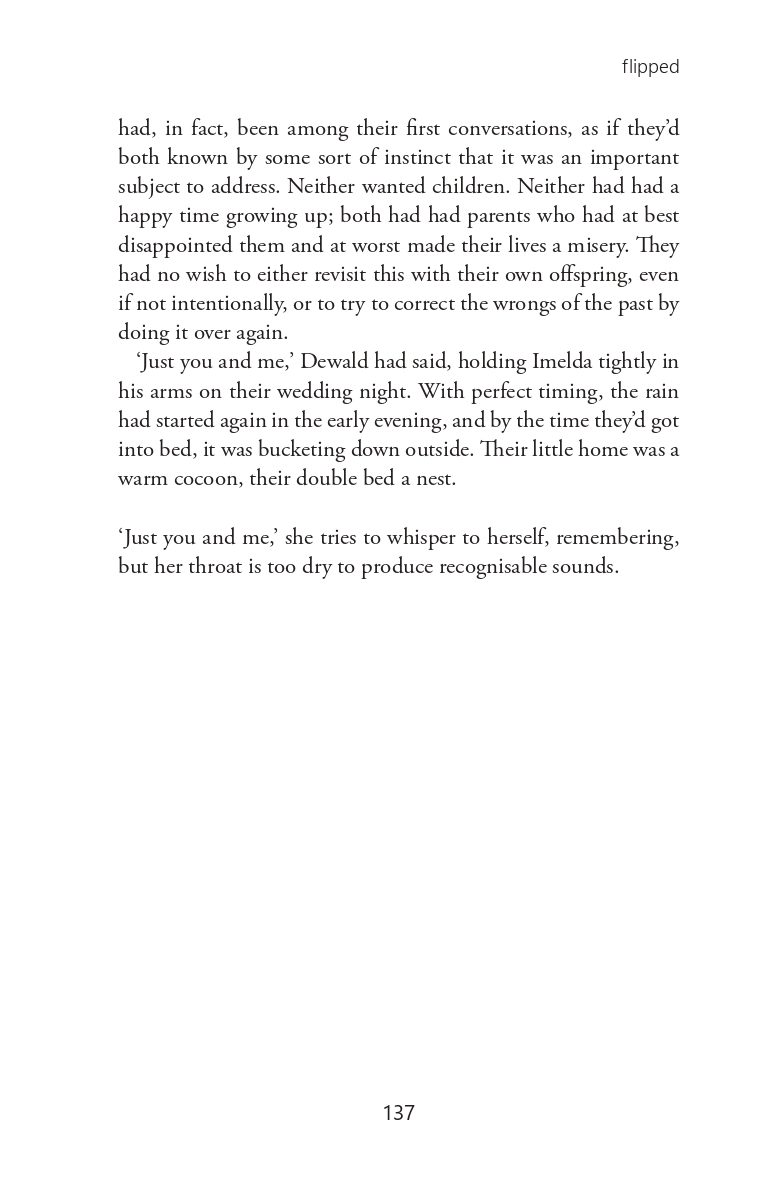 flipped
had, in fact, been among their first conversations, as if they’d
both known by some sort of instinct that it was an important
subject to address. Neither wanted children. Neither had had a
happy time growing up; both had had parents who had at best
disappointed them and at worst made their lives a misery. They
had no wish to either revisit this with their own offspring, even
if not intentionally, or to try to correct the wrongs of the past by
doing it over again.
‘Just you and me,’ Dewald had said, holding Imelda tightly in
his arms on their wedding night. With perfect timing, the rain
had started again in the early evening, and by the time they’d got
into bed, it was bucketing down outside. Their little home was a
warm cocoon, their double bed a nest.
‘Just you and me,’ she tries to whisper to herself, remembering,
but her throat is too dry to produce recognisable sounds.
137